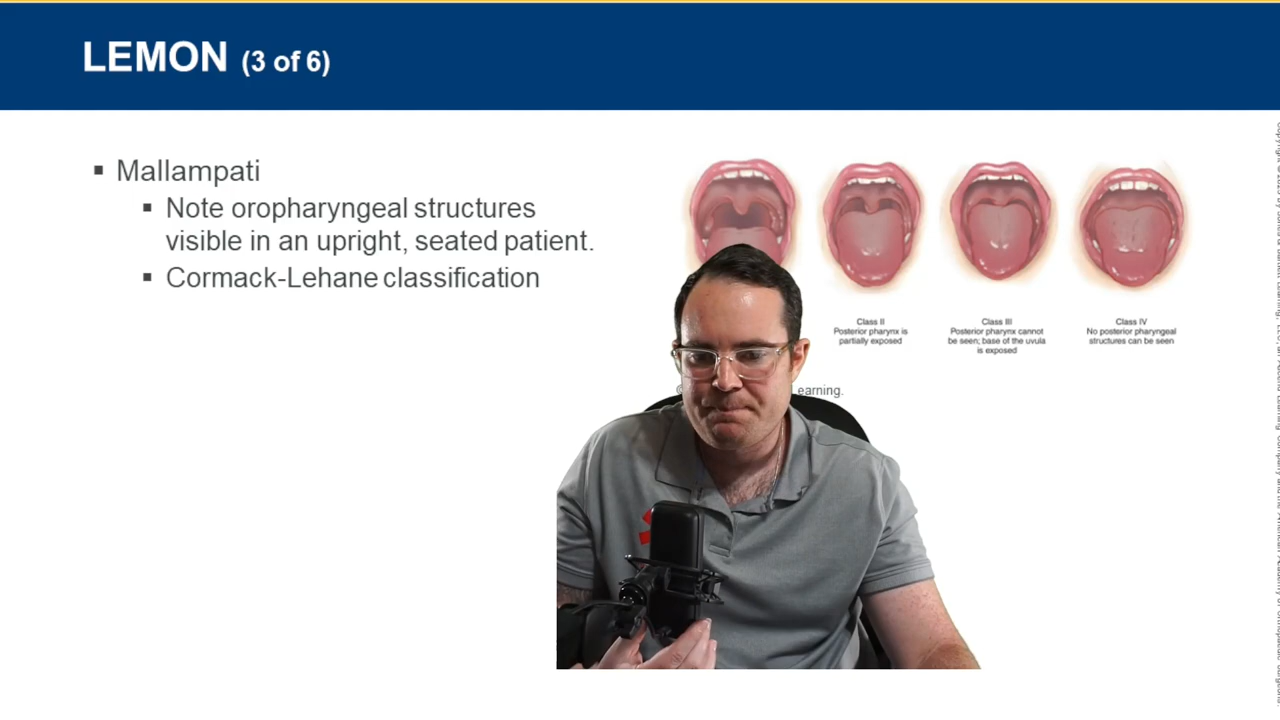 LEMON (3 of 6)
▪ Mallampati
▪ Note oropharyngeal structures
visible in an upright, seated patient.
▪ Cormack-Lehane classification
Class II
Posterior pharynx is
partially exposed
Class III
Posterior pharynx cannot
be seen; base of the uvula
is exposed
Class IV
No posterior pharyngeal
structures can be seen
©
earning.